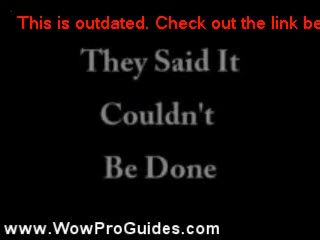 This is outdated. Check out the link be
They Said It
Couldn't
Be Done
www.WowProGuides.com